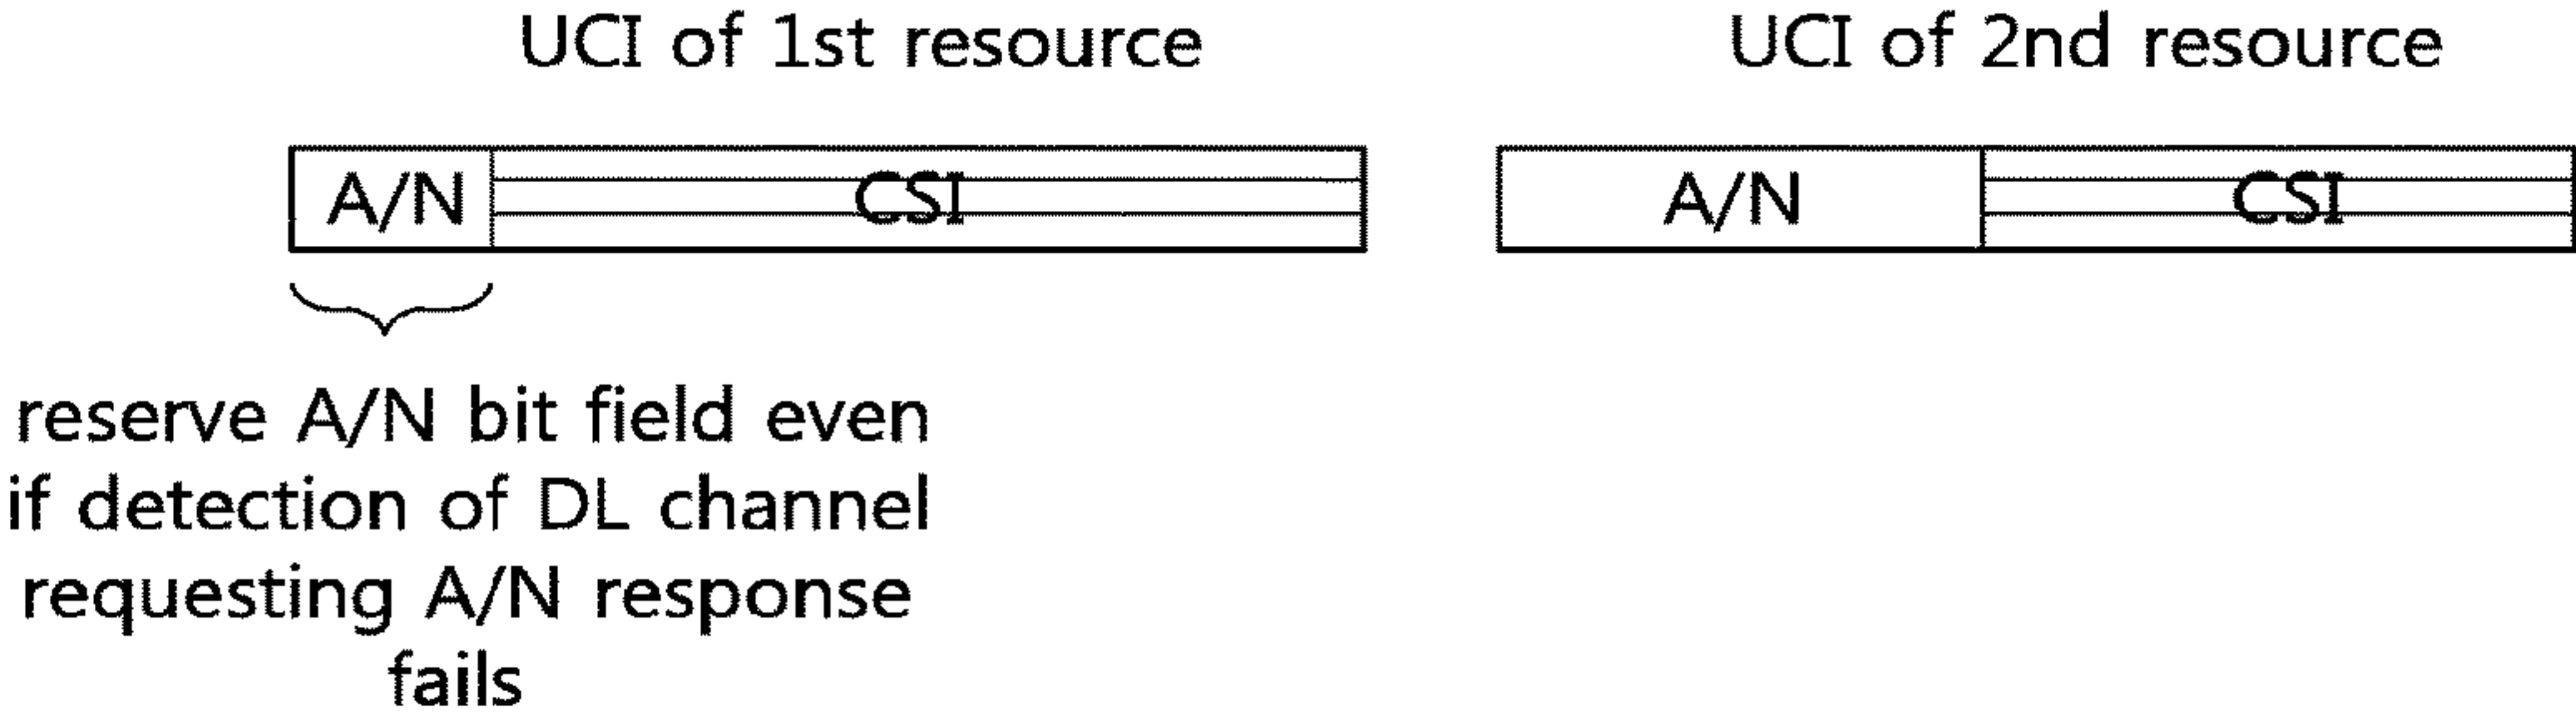 UCI of 1st resource
UCI of 2nd resource
A/N
CSI
A/N
CSI
reserve A/N bit field even
if detection of DL channel
requesting A/N response
fails